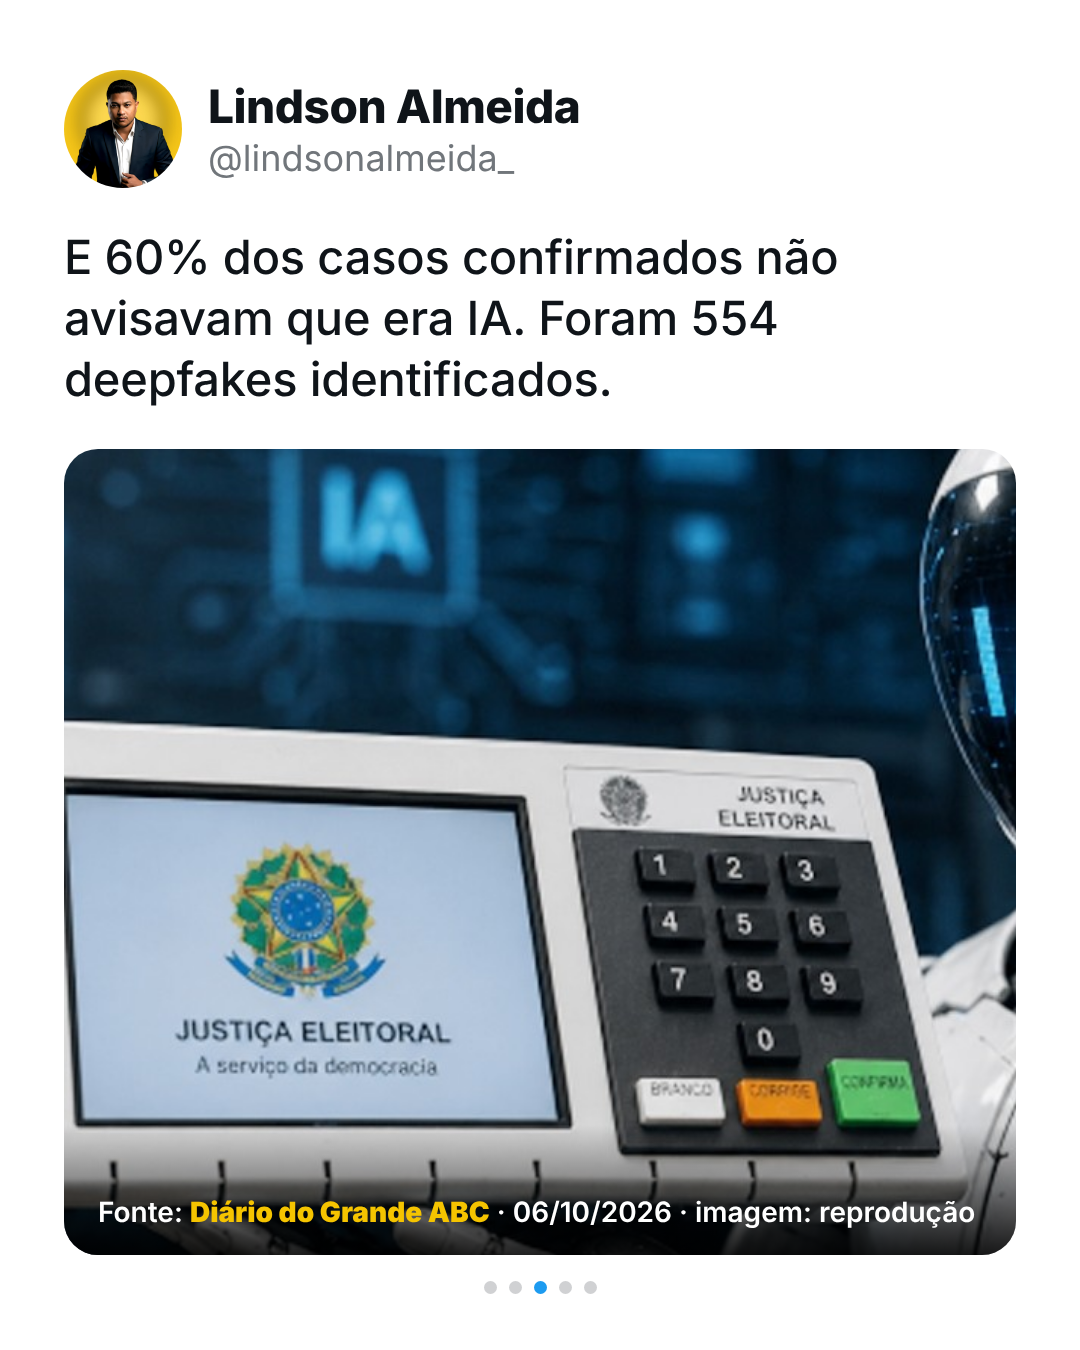 Lindson Almeida
@lindsonalmeida_
E 60% dos casos confirmados não
avisavam que era IA. Foram 554
deepfakes identificados.
IA
JUSTIÇA
ELEITORAL
1 2 3
4 5 6
7 8 9
0
BRANCO CORRIGE CONFIRMA
JUSTIÇA ELEITORAL
A serviço da democracia
Fonte: Diário do Grande ABC · 06/10/2026 · imagem: reprodução